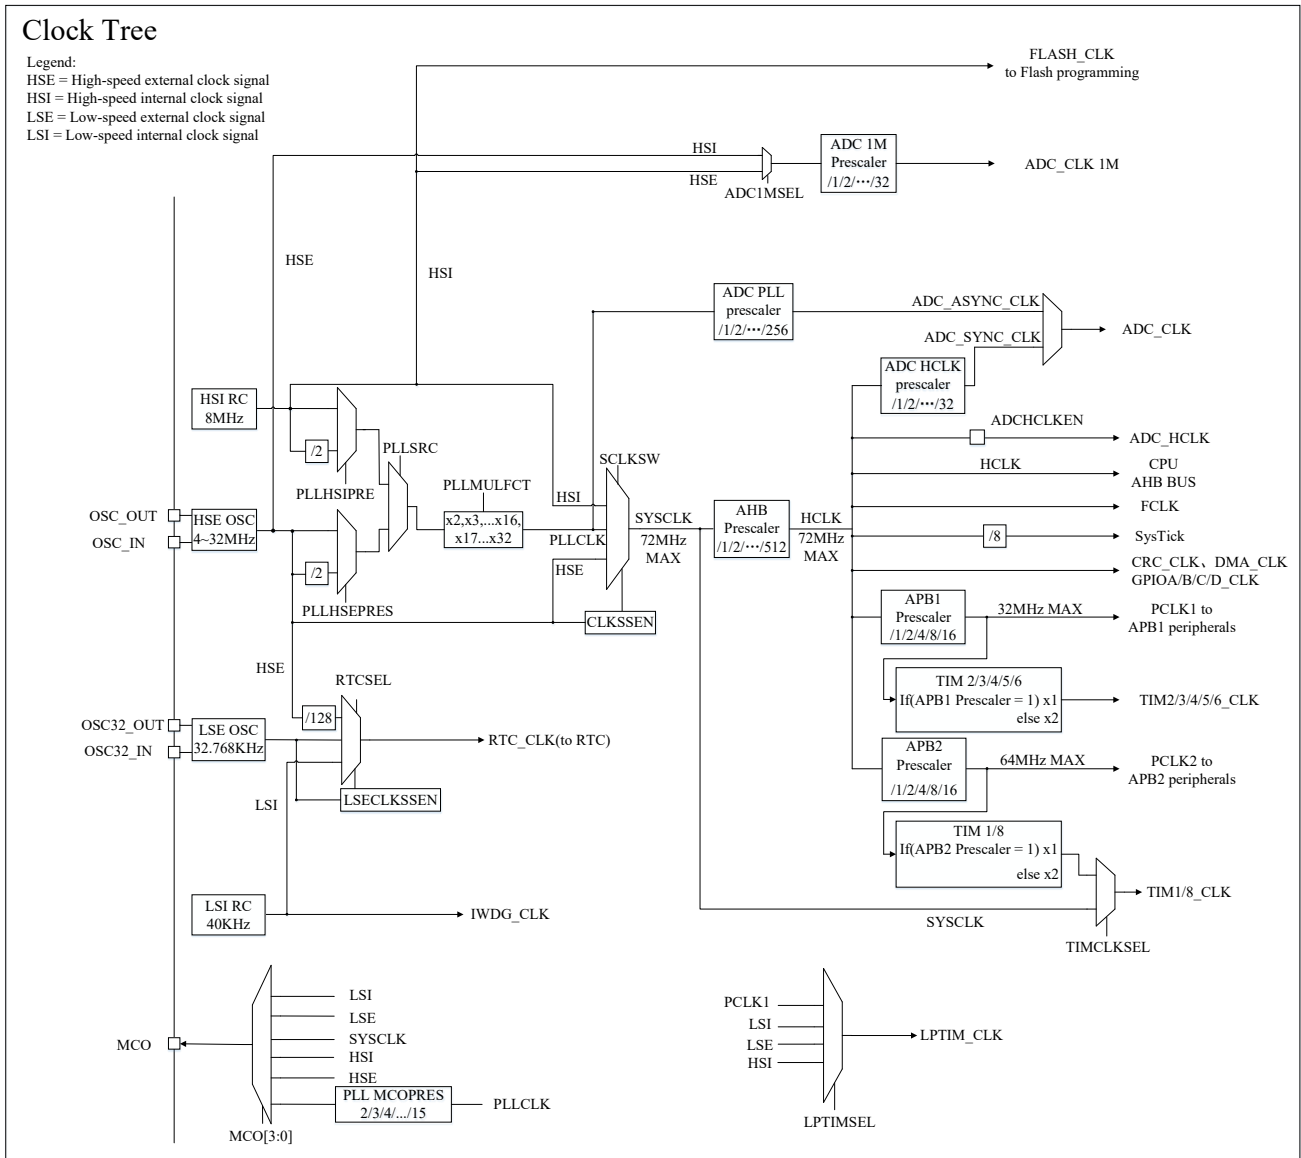 Clock Tree
Legend:
HSE = High-speed external clock signal
HSI = High-speed internal clock signal
LSE = Low-speed external clock signal
LSI = Low-speed internal clock signal
FLASH_CLK
to Flash programming
HSI
HSE
ADC1MSEL
ADC 1M
Prescaler
/1/2/···/32
ADC_CLK 1M
HSE
HSI
ADC PLL
prescaler
/1/2/···/256
ADC_ASYNC_CLK
ADC_SYNC_CLK
ADC_CLK
ADC HCLK
prescaler
/1/2/···/32
HSI RC
8MHz
/2
PLLHSIPRE
PLLSRC
ADCHCLKEN
ADC_HCLK
HCLK
CPU
AHB BUS
FCLK
/8
SysTick
CRC_CLK、DMA_CLK
GPIOA/B/C/D_CLK
OSC_OUT
OSC_IN
HSE OSC
4~32MHz
/2
PLLHSEPRES
PLLMULFCT
x2,x3,...x16,
x17...x32
SCLKSW
HSI
PLLCLK
HSE
CLKSSEN
SYSCLK
72MHz
MAX
AHB
Prescaler
/1/2/···/512
HCLK
72MHz
MAX
APB1
Prescaler
/1/2/4/8/16
32MHz MAX
PCLK1 to
APB1 peripherals
TIM 2/3/4/5/6
If(APB1 Prescaler = 1) x1
else x2
TIM2/3/4/5/6_CLK
APB2
Prescaler
/1/2/4/8/16
64MHz MAX
PCLK2 to
APB2 peripherals
TIM 1/8
If(APB2 Prescaler = 1) x1
else x2
TIM1/8_CLK
SYSCLK
TIMCLKSEL
HSE
RTCSEL
/128
OSC32_OUT
OSC32_IN
LSE OSC
32.768KHz
RTC_CLK(to RTC)
LSI
LSECLKSSEN
LSI RC
40KHz
IWDG_CLK
MCO
LSI
LSE
SYSCLK
HSI
HSE
PLL MCOPRES
2/3/4/.../15
PLLCLK
MCO[3:0]
PCLK1
LSI
LSE
HSI
LPTIM_CLK
LPTIMSEL